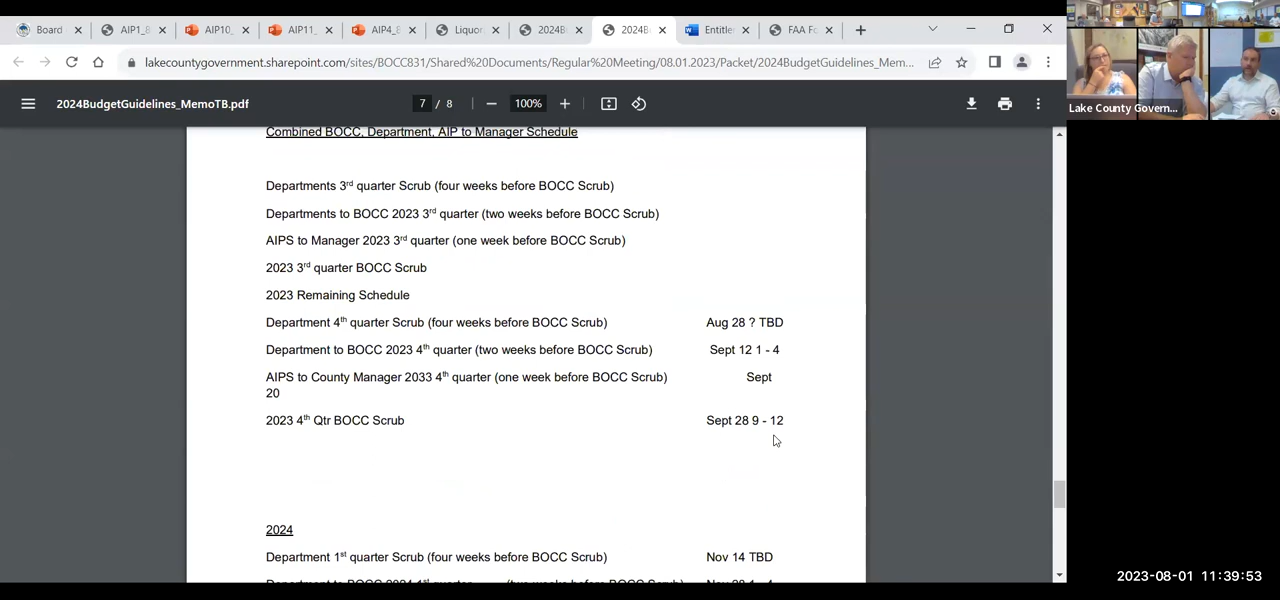 Board
AIP1_B
AIP10_
AIP11_
AIP4_E
Liquor
2024B
2024B
Entitle
FAA Fo
lakecountygovernment.sharepoint.com/sites/BOCC831/Shared%20Documents/Regular%20Meeting/08.01.2023/Packet/2024BudgetGuidelines_Mem...
Lake County Govern...
2024BudgetGuidelines_MemoTB.pdf
7 / 8
100%
Combined BOCC, Department, AIP to Manager Schedule
Departments 3rd quarter Scrub (four weeks before BOCC Scrub)
Departments to BOCC 2023 3rd quarter (two weeks before BOCC Scrub)
AIPS to Manager 2023 3rd quarter (one week before BOCC Scrub)
2023 3rd quarter BOCC Scrub
2023 Remaining Schedule
Department 4th quarter Scrub (four weeks before BOCC Scrub) Aug 28 ? TBD
Department to BOCC 2023 4th quarter (two weeks before BOCC Scrub) Sept 12 1 - 4
AIPS to County Manager 2033 4th quarter (one week before BOCC Scrub) Sept
20
2023 4th Qtr BOCC Scrub Sept 28 9 - 12
2024
Department 1st quarter Scrub (four weeks before BOCC Scrub) Nov 14 TBD
2023-08-01 11:39:53